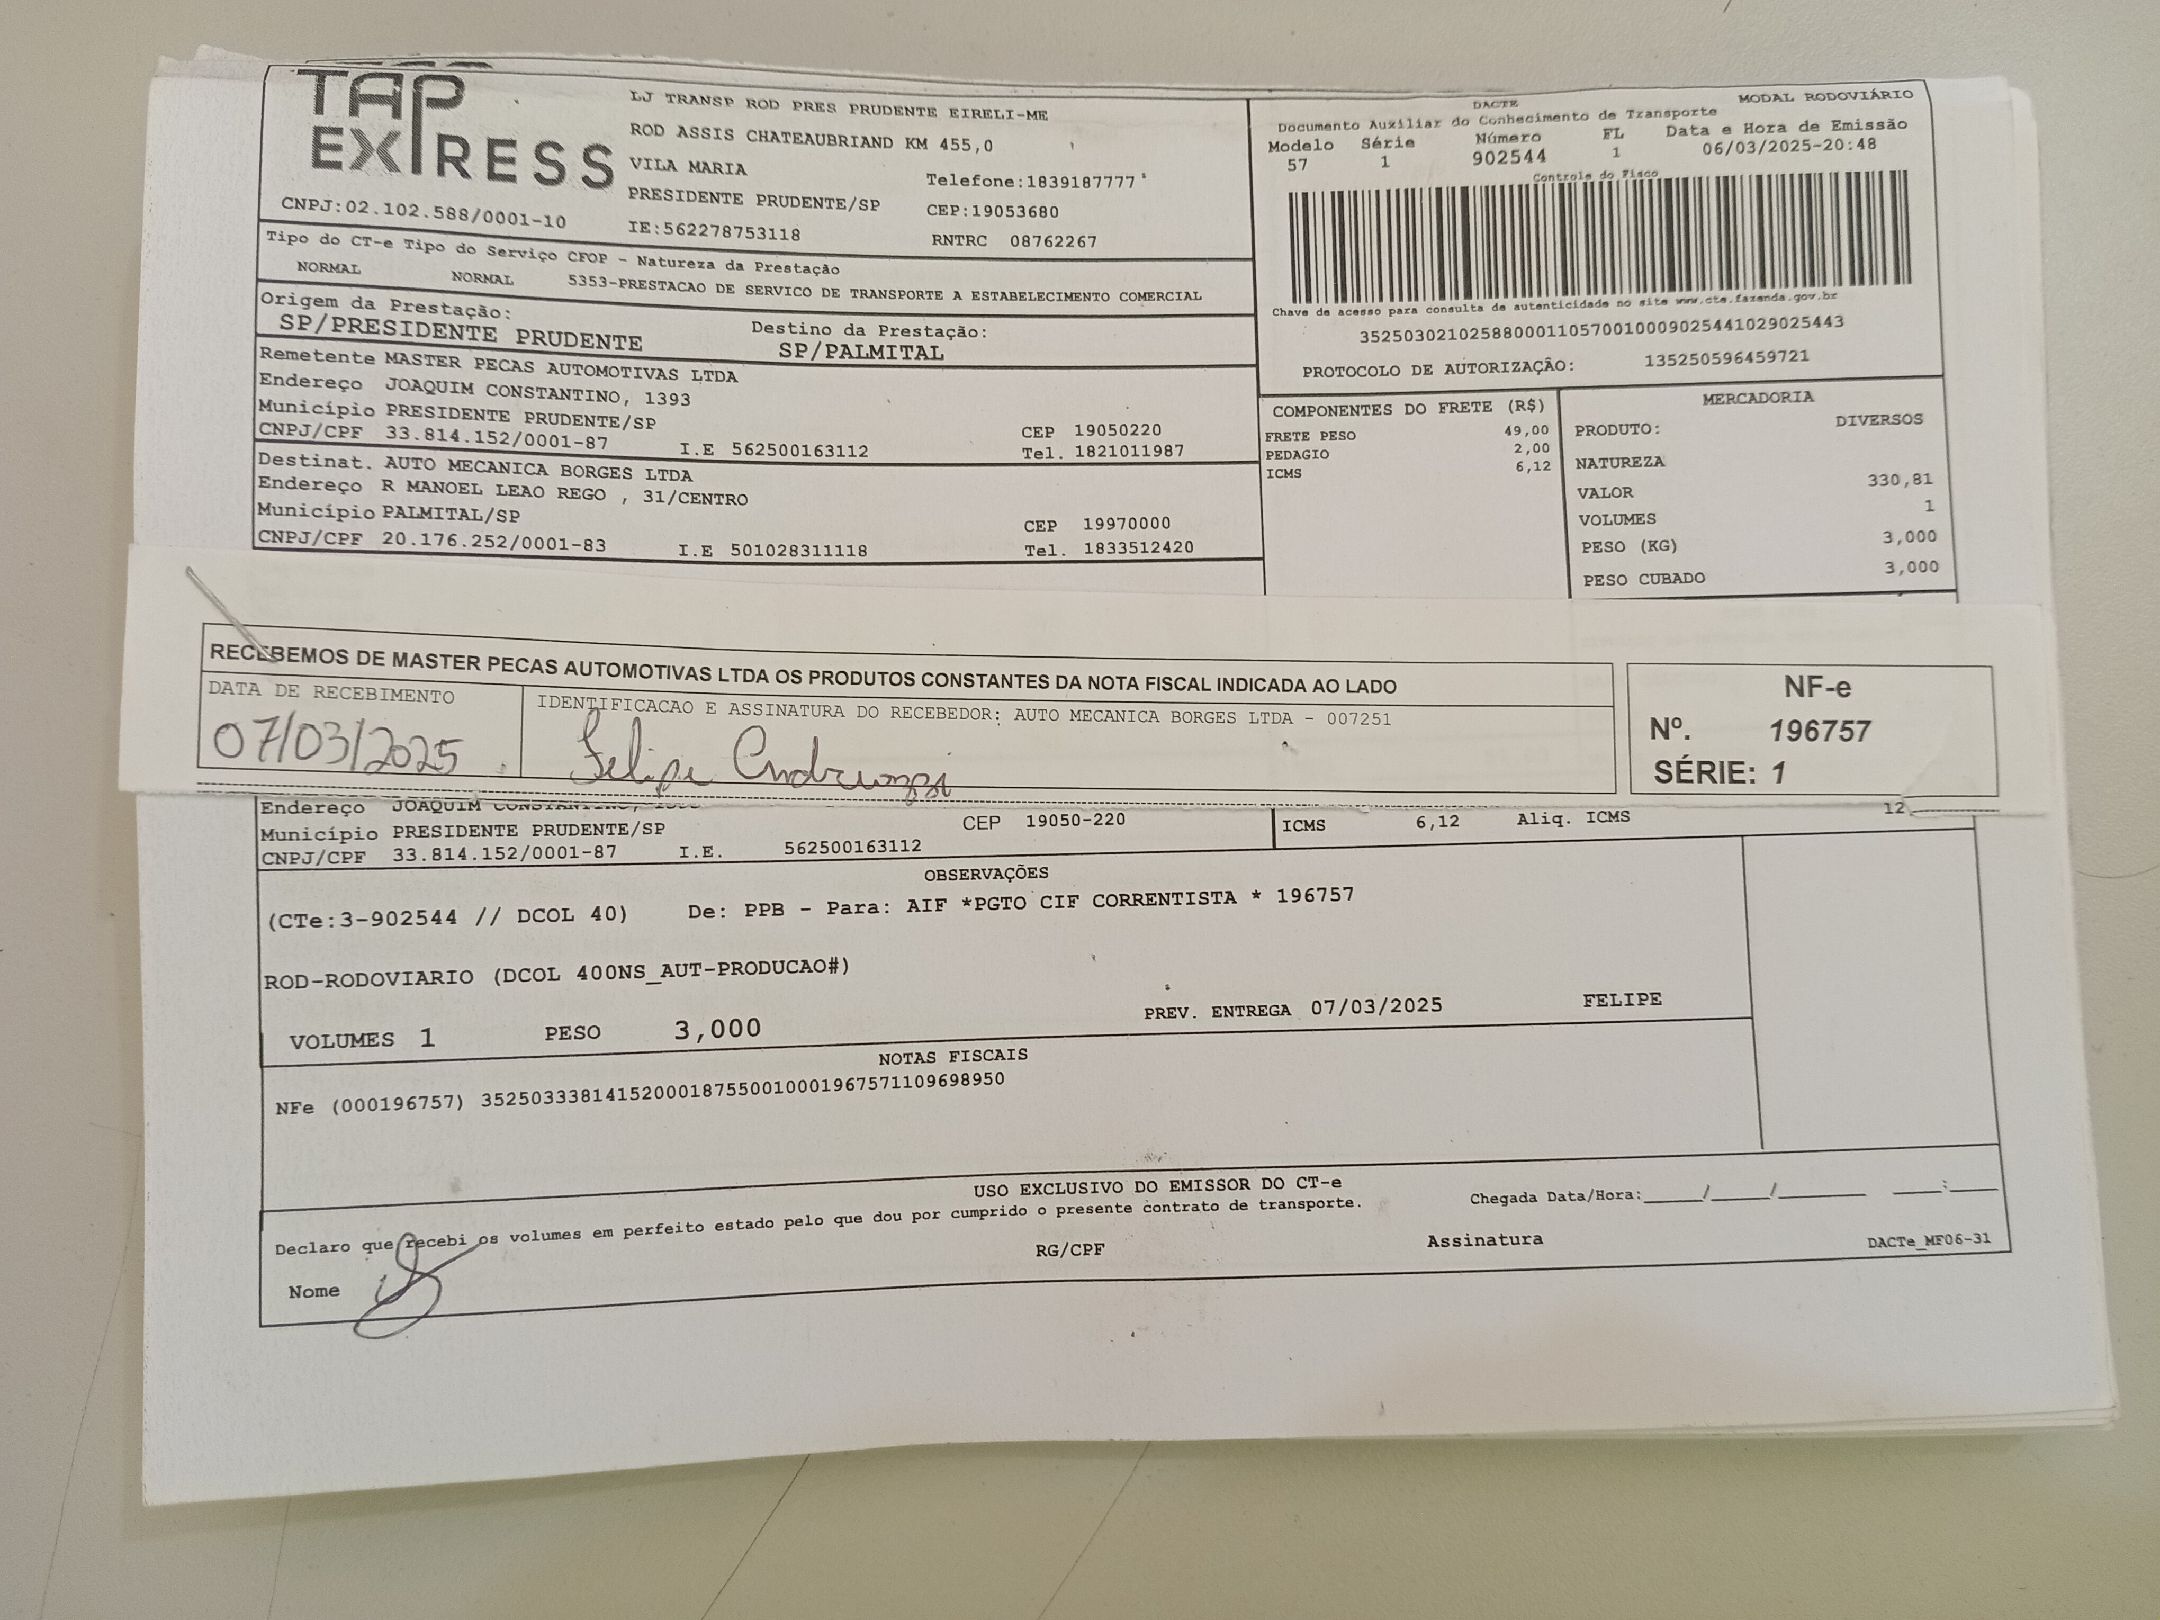 TAP EXPRESS
LJ TRANSP ROD PRES PRUDENTE EIRELI-ME
ROD ASSIS CHATEAUBRIAND KM 455,0
VILA MARIA
Telefone:1839187777
PRESIDENTE PRUDENTE/SP CEP:19053680
CNPJ:02.102.588/0001-10 IE:562278753118 RNTRC 08762267
DACTE MODAL RODOVIÁRIO
Documento Auxiliar do Conhecimento de Transporte
Modelo Série Número FL Data e Hora de Emissão
57 1 902544 1 06/03/2025-20:48
Controle do Fisco
Chave de acesso para consulta de autenticidade no site www.cte.fazenda.gov.br
35250302102588000110570010009025441029025443
PROTOCOLO DE AUTORIZAÇÃO: 135250596459721
Tipo do CT-e Tipo do Serviço CFOP - Natureza da Prestação
NORMAL NORMAL 5353-PRESTACAO DE SERVICO DE TRANSPORTE A ESTABELECIMENTO COMERCIAL
Origem da Prestação: Destino da Prestação:
SP/PRESIDENTE PRUDENTE SP/PALMITAL
Remetente MASTER PECAS AUTOMOTIVAS LTDA
Endereço JOAQUIM CONSTANTINO, 1393
Município PRESIDENTE PRUDENTE/SP CEP 19050220
CNPJ/CPF 33.814.152/0001-87 I.E 562500163112 Tel. 1821011987
Destinat. AUTO MECANICA BORGES LTDA
Endereço R MANOEL LEAO REGO , 31/CENTRO
Município PALMITAL/SP CEP 19970000
CNPJ/CPF 20.176.252/0001-83 I.E 501028311118 Tel. 1833512420
COMPONENTES DO FRETE (R$)
FRETE PESO 49,00
PEDAGIO 2,00
ICMS 6,12
MERCADORIA
PRODUTO: DIVERSOS
NATUREZA
VALOR 330,81
VOLUMES 1
PESO (KG) 3,000
PESO CUBADO 3,000
RECEBEMOS DE MASTER PECAS AUTOMOTIVAS LTDA OS PRODUTOS CONSTANTES DA NOTA FISCAL INDICADA AO LADO
DATA DE RECEBIMENTO IDENTIFICACAO E ASSINATURA DO RECEBEDOR: AUTO MECANICA BORGES LTDA - 007251
07/03/2025 Felipe
NF-e
Nº. 196757
SÉRIE: 1
Endereço JOAQUIM CONSTANTINO,
Município PRESIDENTE PRUDENTE/SP CEP 19050-220
CNPJ/CPF 33.814.152/0001-87 I.E. 562500163112
ICMS 6,12 Aliq. ICMS 12
OBSERVAÇÕES
(CTe:3-902544 // DCOL 40) De: PPB - Para: AIF *PGTO CIF CORRENTISTA * 196757
ROD-RODOVIARIO (DCOL 400NS_AUT-PRODUCAO#)
VOLUMES 1 PESO 3,000 PREV. ENTREGA 07/03/2025 FELIPE
NOTAS FISCAIS
NFe (000196757) 35250333814152000187550010001967571109698950
USO EXCLUSIVO DO EMISSOR DO CT-e
Declaro que recebi os volumes em perfeito estado pelo que dou por cumprido o presente contrato de transporte. Chegada Data/Hora:_____/_____/________ ____:____
Nome RG/CPF Assinatura DACTe_MF06-31